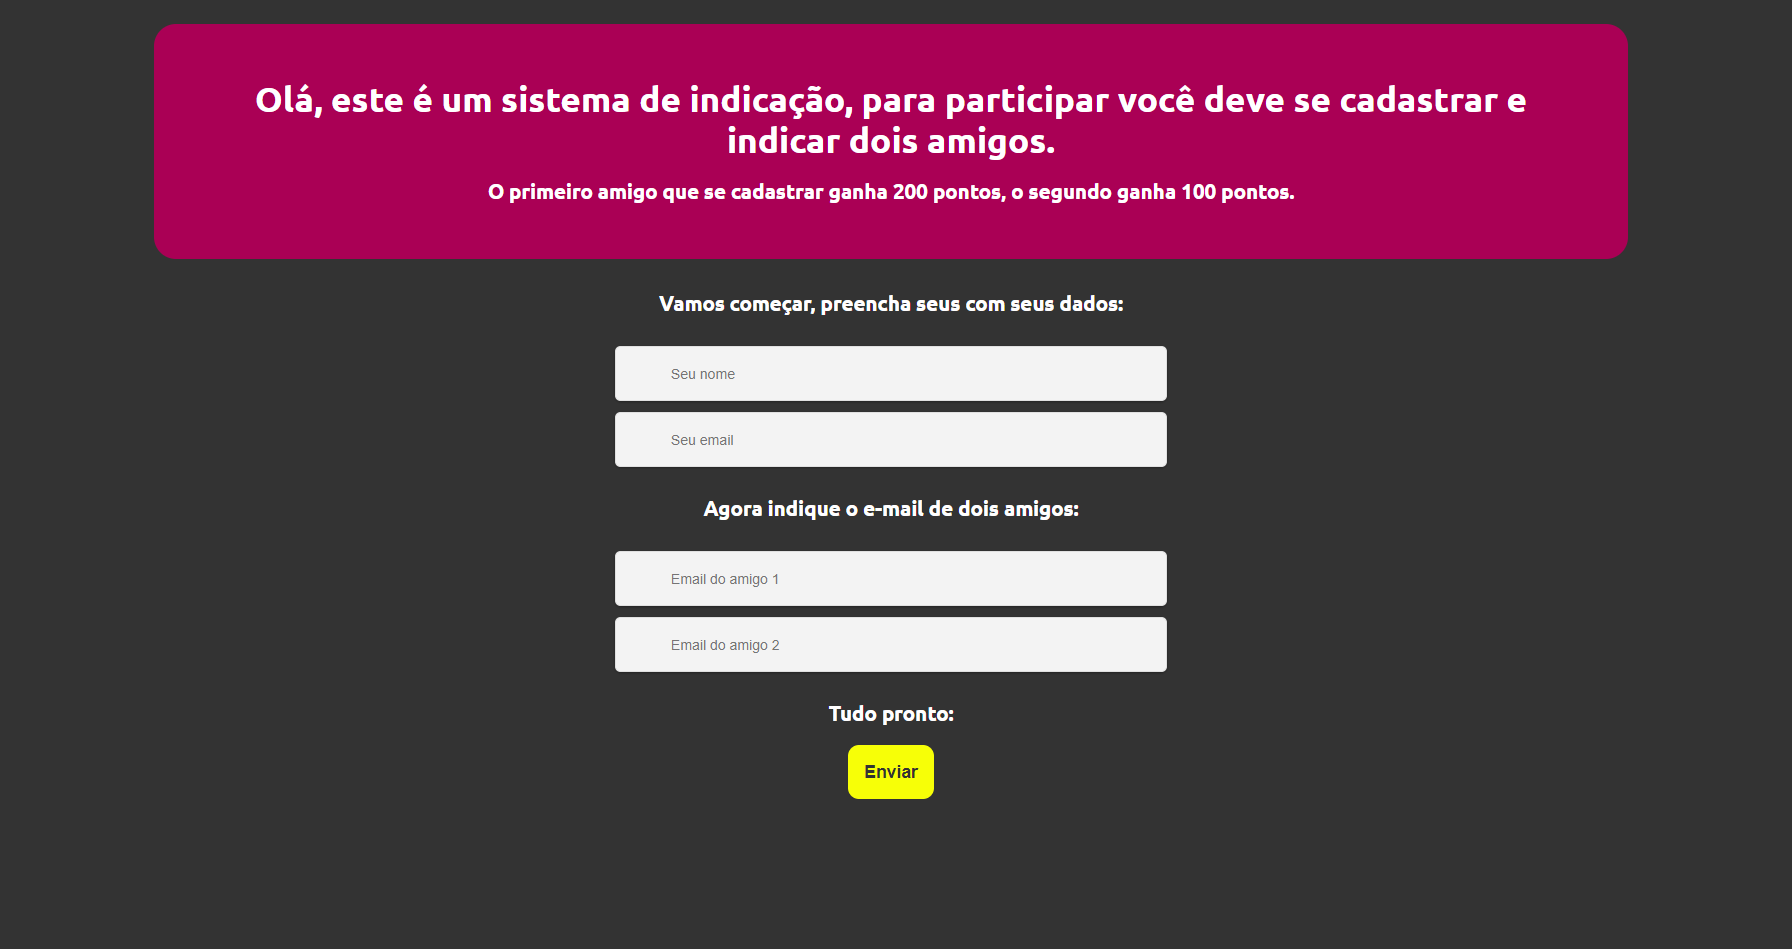 Olá, este é um sistema de indicação, para participar você deve se cadastrar e
indicar dois amigos.
O primeiro amigo que se cadastrar ganha 200 pontos, o segundo ganha 100 pontos.
Vamos começar, preencha seus com seus dados:
Seu nome
Seu email
Agora indique o e-mail de dois amigos:
Email do amigo 1
Email do amigo 2
Tudo pronto:
Enviar